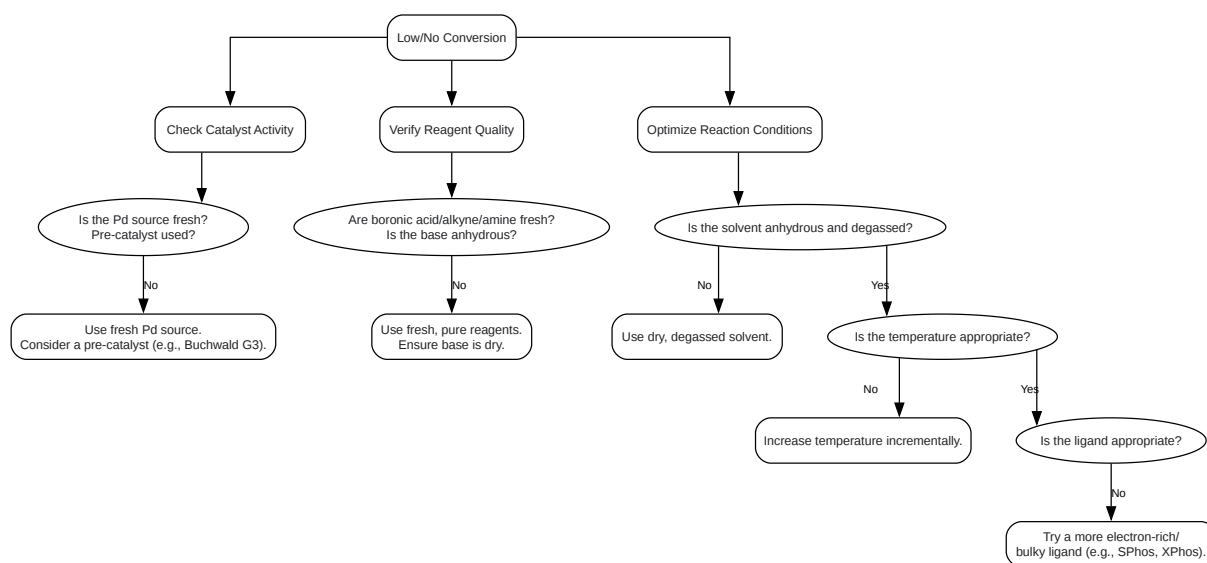 Low/No Conversion
Check Catalyst Activity
Verify Reagent Quality
Optimize Reaction Conditions
Is the Pd source fresh?
Pre-catalyst used?
Are boronic acid/alkyne/amine fresh?
Is the base anhydrous?
Is the solvent anhydrous and degassed?
No
No
No
Yes
Use fresh Pd source.
Consider a pre-catalyst (e.g., Buchwald G3).
Use fresh, pure reagents.
Ensure base is dry.
Use dry, degassed solvent.
Is the temperature appropriate?
No
Yes
Increase temperature incrementally.
Is the ligand appropriate?
No
Try a more electron-rich/
bulky ligand (e.g., SPhos, XPhos).